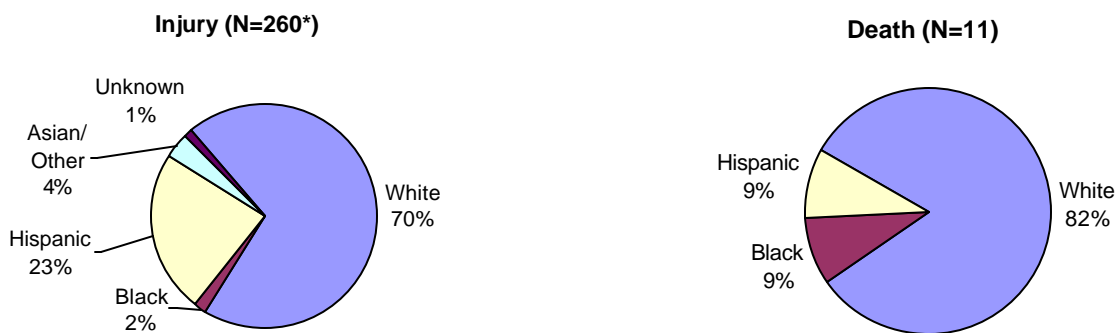 Injury (N=260*)
Unknown
1%
Asian/
Other
4%
Hispanic
23%
Black
2%
White
70%
Death (N=11)
Hispanic
9%
Black
9%
White
82%